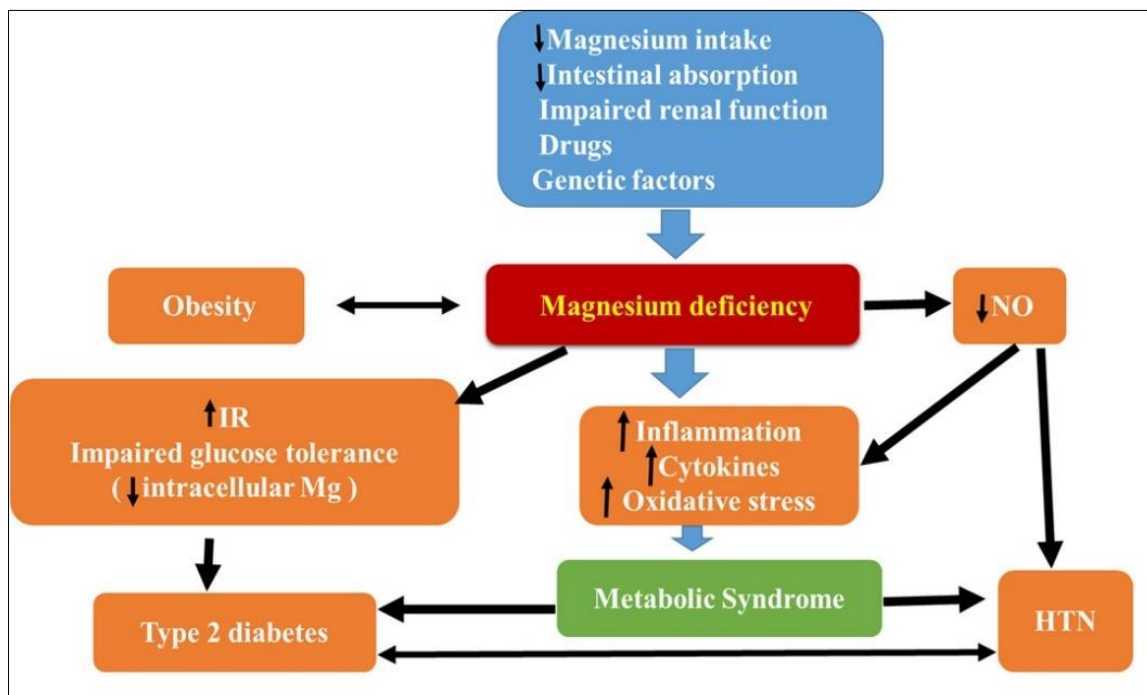 ↓Magnesium intake
↓Intestinal absorption
Impaired renal function
Drugs
Genetic factors
Obesity
Magnesium deficiency
↓NO
↑IR
Impaired glucose tolerance
( ↓intracellular Mg )
↑Inflammation
↑Cytokines
↑Oxidative stress
Metabolic Syndrome
Type 2 diabetes
HTN